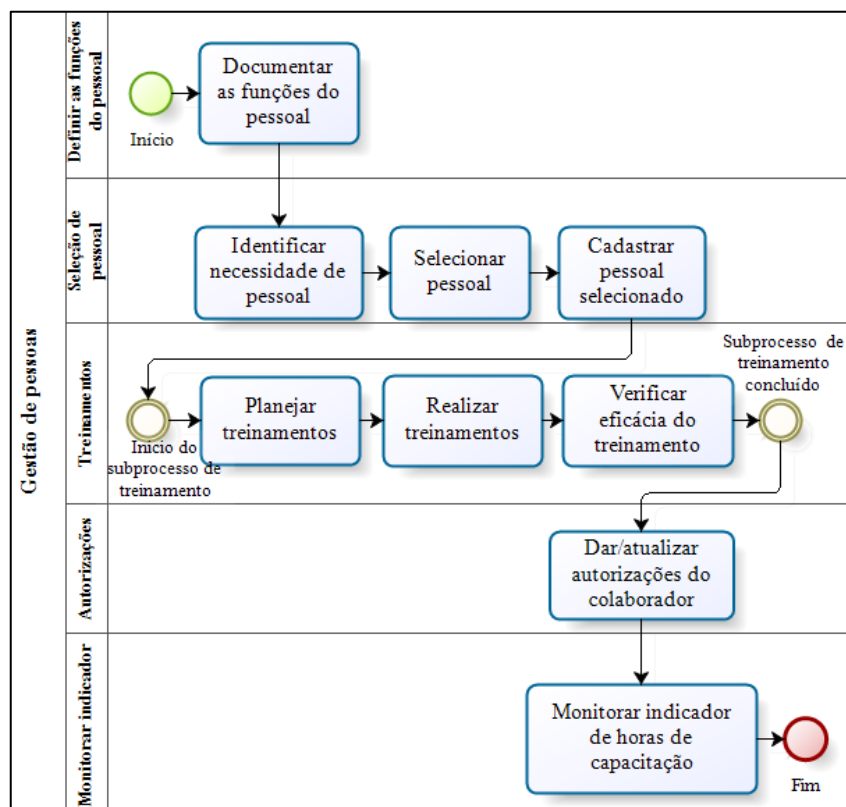 Gestão de pessoas
Definir as funções
do pessoal
Início
Documentar
as funções do
pessoal
Seleção de
pessoal
Identificar
necessidade de
pessoal
Selecionar
pessoal
Cadastrar
pessoal
selecionado
Treinamentos
Início do
subprocesso de
treinamento
Planejar
treinamentos
Realizar
treinamentos
Verificar
eficácia do
treinamento
Subprocesso de
treinamento
concluído
Autorizações
Dar/atualizar
autorizações do
colaborador
Monitorar indicador
Monitorar indicador
de horas de
capacitação
Fim